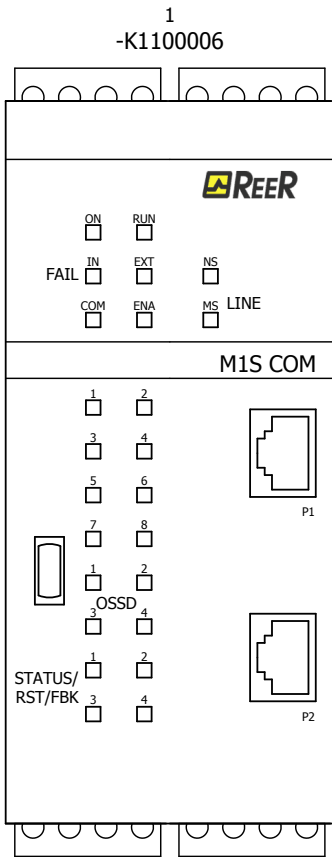 1
-K1100006
REER
ON RUN
FAIL IN EXT NS
COM ENA MS LINE
M1S COM
1 2
3 4
5 6
P1
7 8
1 2
OSSD
3 4
1 2
STATUS/
RST/FBK
3 4
P2